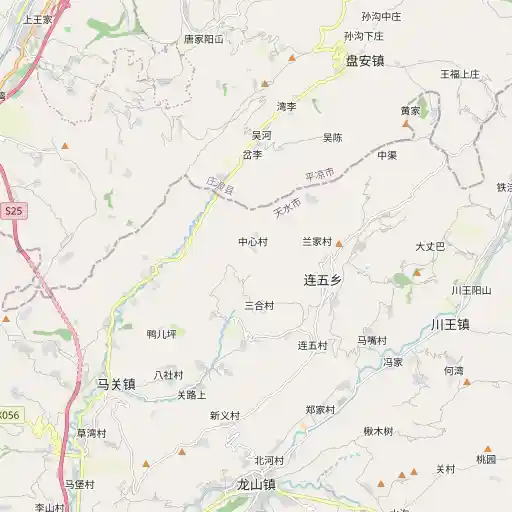 上王家
孙沟中庄
孙沟下庄
唐家阳山
盘安镇
王福上庄
湾李
黄家
吴河
吴陈
岔李
中渠
平凉市
庄浪县
天水市
S25
中心村
兰家村
大丈巴
连五乡
川王阳山
三合村
川王镇
鸭儿坪
连五村
马嘴村
冯家
八社村
何湾
马关镇
关路上
新义村
郑家村
X056
草湾村
楸木树
北河村
桃园
关村
马堡村
龙山镇
李山村